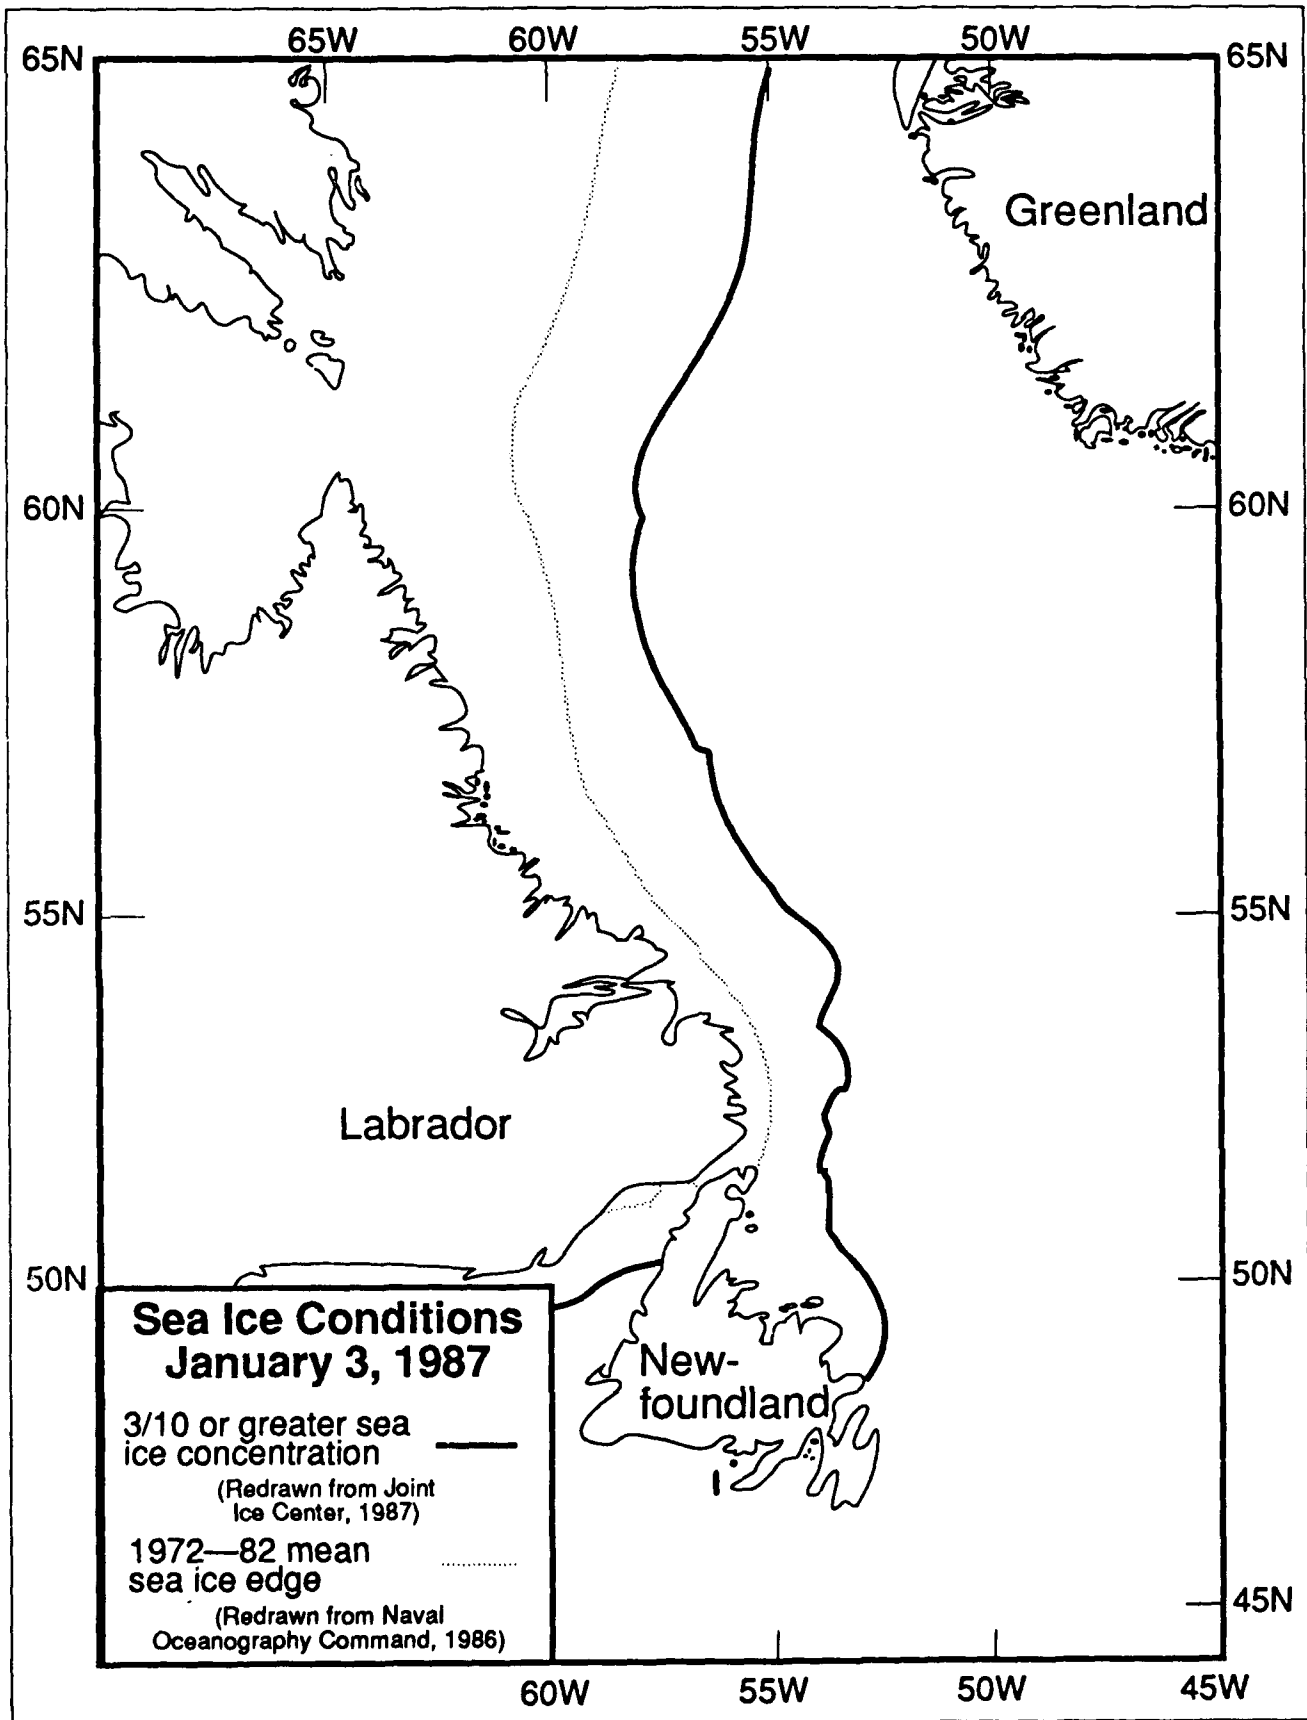 65W 60W 55W 50W
65N 65N
Greenland
60N 60N
55N 55N
Labrador
50N 50N
Sea Ice Conditions
January 3, 1987
3/10 or greater sea
ice concentration
(Redrawn from Joint
Ice Center, 1987)
1972—82 mean
sea ice edge
(Redrawn from Naval
Oceanography Command, 1986)
New-
foundland
45N
60W 55W 50W 45W